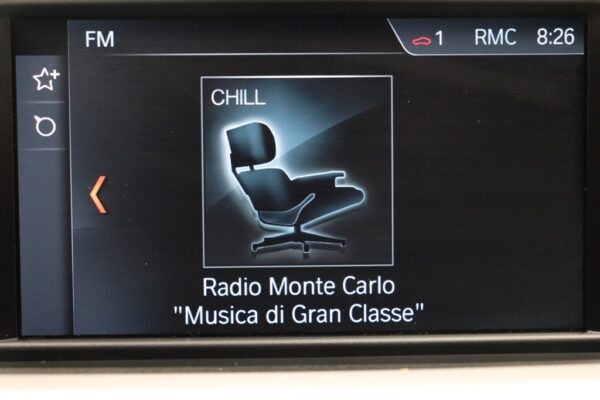 FM
1 RMC 8:26
CHILL
Radio Monte Carlo
"Musica di Gran Classe"